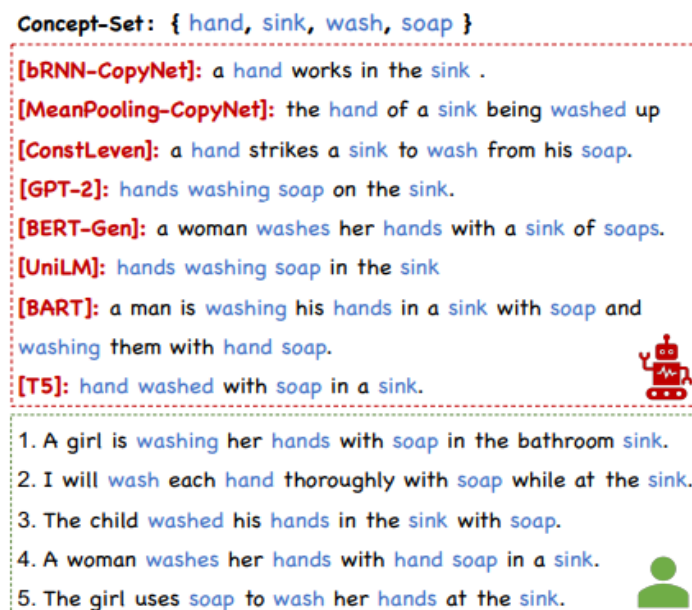 Concept-Set: { hand, sink, wash, soap }
[bRNN-CopyNet]: a hand works in the sink .
[MeanPooling-CopyNet]: the hand of a sink being washed up
[ConstLeven]: a hand strikes a sink to wash from his soap.
[GPT-2]: hands washing soap on the sink.
[BERT-Gen]: a woman washes her hands with a sink of soaps.
[UniLM]: hands washing soap in the sink
[BART]: a man is washing his hands in a sink with soap and
washing them with hand soap.
[T5]: hand washed with soap in a sink.
1. A girl is washing her hands with soap in the bathroom sink.
2. I will wash each hand thoroughly with soap while at the sink.
3. The child washed his hands in the sink with soap.
4. A woman washes her hands with hand soap in a sink.
5. The girl uses soap to wash her hands at the sink.